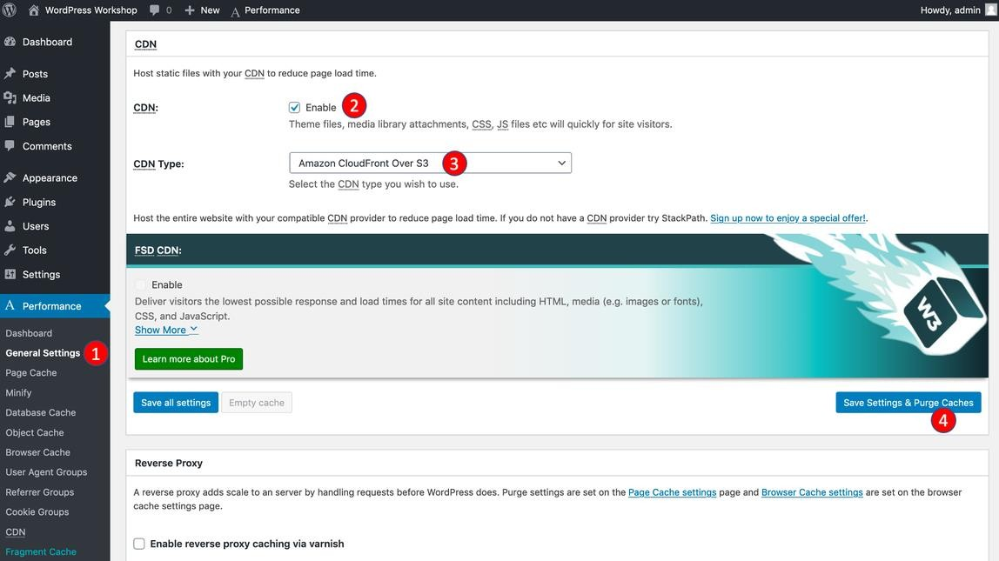 WordPress Workshop
0
New
Performance
Howdy, admin
Dashboard
Posts
Media
Pages
Comments
Appearance
Plugins
Users
Tools
Settings
Performance
Dashboard
General Settings 1
Page Cache
Minify
Database Cache
Object Cache
Browser Cache
User Agent Groups
Referrer Groups
Cookie Groups
CDN
Fragment Cache
CDN
Host static files with your CDN to reduce page load time.
CDN: Enable 2
Theme files, media library attachments, CSS, JS files etc will quickly for site visitors.
CDN Type: Amazon CloudFront Over S3 3
Select the CDN type you wish to use.
Host the entire website with your compatible CDN provider to reduce page load time. If you do not have a CDN provider try StackPath. Sign up now to enjoy a special offer!.
FSD CDN:
Enable
Deliver visitors the lowest possible response and load times for all site content including HTML, media (e.g. images or fonts),
CSS, and JavaScript.
Show More
Learn more about Pro
W3
Save all settings
Empty cache
Save Settings & Purge Caches
4
Reverse Proxy
A reverse proxy adds scale to an server by handling requests before WordPress does. Purge settings are set on the Page Cache settings page and Browser Cache settings are set on the browser
cache settings page.
Enable reverse proxy caching via varnish